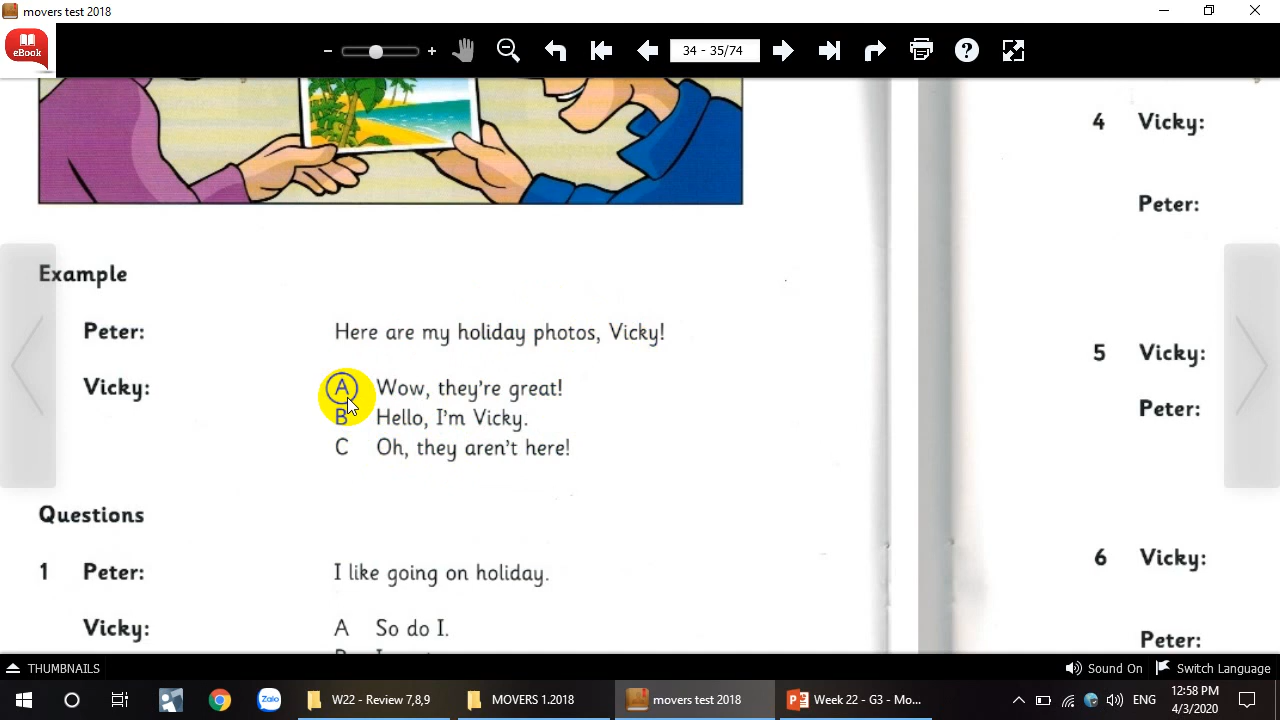 movers test 2018
eBook
34 - 35/74
Example
Peter: Here are my holiday photos, Vicky!
Vicky: A Wow, they're great!
B Hello, I'm Vicky.
C Oh, they aren't here!
Questions
1 Peter: I like going on holiday.
Vicky: A So do I.
4 Vicky:
Peter:
5 Vicky:
Peter:
6 Vicky:
Peter:
THUMBNAILS
Sound On
Switch Language
Zalo
W22 - Review 7,8,9
MOVERS 1.2018
movers test 2018
Week 22 - G3 - Mo...
ENG
12:58 PM
4/3/2020